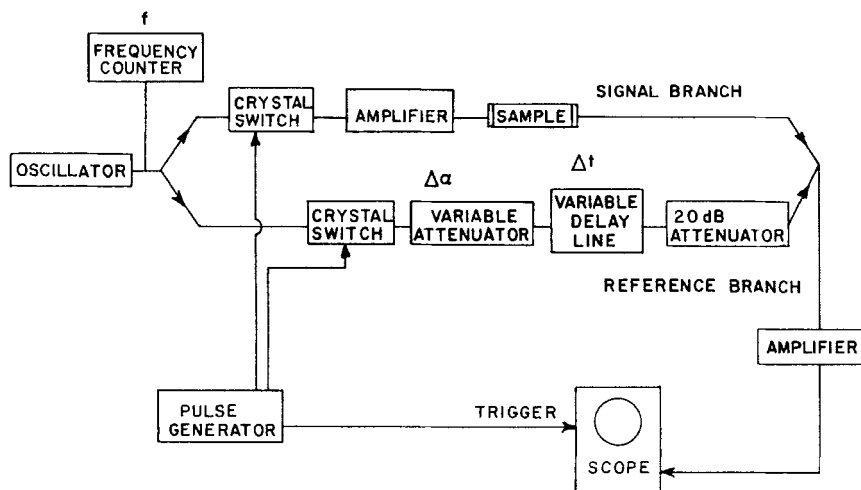 f
FREQUENCY
COUNTER
CRYSTAL
SWITCH
AMPLIFIER
SAMPLE
SIGNAL BRANCH
OSCILLATOR
Δα
Δt
CRYSTAL
SWITCH
VARIABLE
ATTENUATOR
VARIABLE
DELAY
LINE
20 dB
ATTENUATOR
REFERENCE BRANCH
AMPLIFIER
PULSE
GENERATOR
TRIGGER
SCOPE